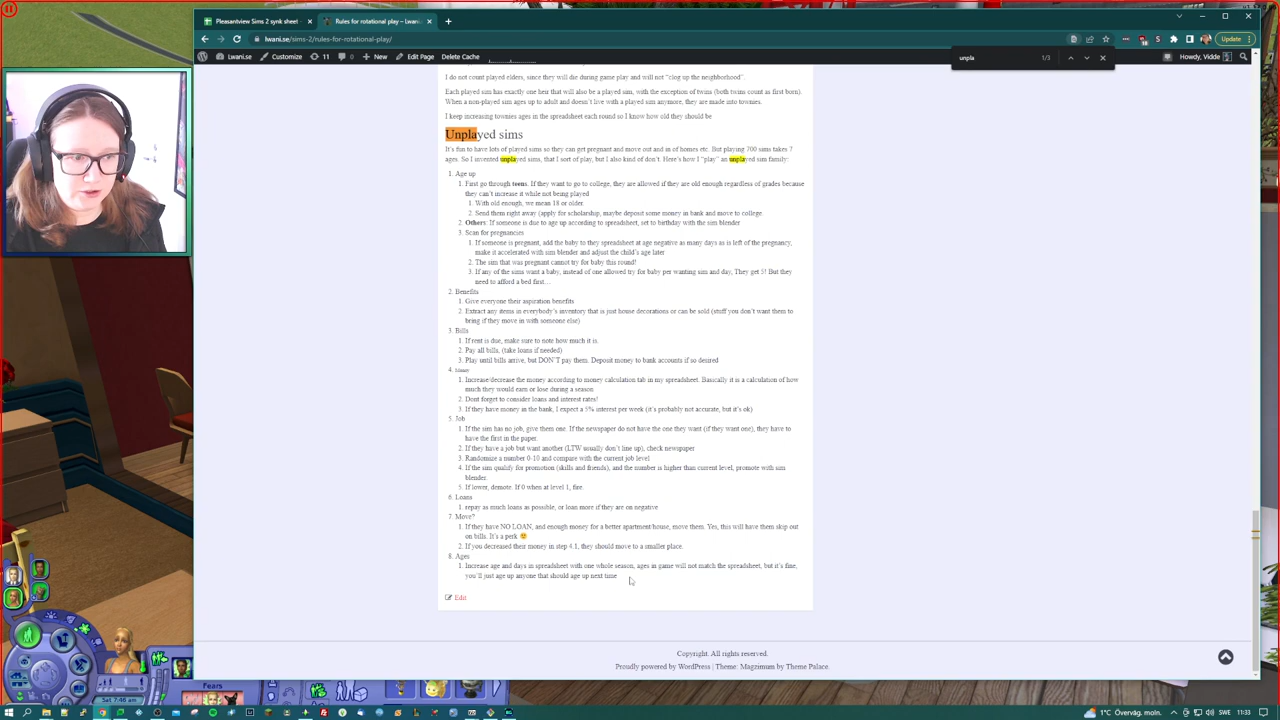 Pleasantview Sims 2 synk sheet
Rules for rotational play – Lwani.s
lwani.se/sims-2/rules-for-rotational-play/
Update
Lwani.se
Customize
11
0
New
Edit Page
Delete Cache
Howdy, Vidde
unpla
1/3
I do not count played elders, since they will die during game play and will not "clog up the neighborhood".
Each played sim has exactly one heir that will also be a played sim, with the exception of twins (both twins count as first born).
When a non-played sim ages up to adult and doesn't live with a played sim anymore, they are made into townies.
I keep increasing townies ages in the spreadsheet each round so I know how old they should be
Unplayed sims
It's fun to have lots of played sims so they can get pregnant and move out and in of homes etc. But playing 700 sims takes 7
ages. So I invented unplayed sims, that I sort of play, but I also kind of don't. Here's how I "play" an unplayed sim family:
1. Age up
1. First go through teens. If they want to go to college, they are allowed if they are old enough regardless of grades because
they can't increase it while not being played
1. With old enough, we mean 18 or older.
2. Send them right away (apply for scholarship, maybe deposit some money in bank and move to college.
2. Others: If someone is due to age up according to spreadsheet, set to birthday with the sim blender
3. Scan for pregnancies
1. If someone is pregnant, add the baby to they spreadsheet at age negative as many days as is left of the pregnancy,
make it accelerated with sim blender and adjust the child's age later
2. The sim that was pregnant cannot try for baby this round!
3. If any of the sims want a baby, instead of one allowed try for baby per wanting sim and day, They get 5! But they
need to afford a bed first…
2. Benefits
1. Give everyone their aspiration benefits
2. Extract any items in everybody's inventory that is just house decorations or can be sold (stuff you don't want them to
bring if they move in with someone else)
3. Bills
1. If rent is due, make sure to note how much it is.
2. Pay all bills, (take loans if needed)
3. Play until bills arrive, but DON'T pay them. Deposit money to bank accounts if so desired
4. Money
1. Increase/decrease the money according to money calculation tab in my spreadsheet. Basically it is a calculation of how
much they would earn or lose during a season
2. Dont forget to consider loans and interest rates!
3. If they have money in the bank, I expect a 5% interest per week (it's probably not accurate, but it's ok)
5. Job
1. If the sim has no job, give them one. If the newspaper do not have the one they want (if they want one), they have to
have the first in the paper.
2. If they have a job but want another (LTW usually don't line up), check newspaper
3. Randomize a number 0-10 and compare with the current job level
4. If the sim qualify for promotion (skills and friends), and the number is higher than current level, promote with sim
blender.
5. If lower, demote. If 0 when at level 1, fire.
6. Loans
1. repay as much loans as possible, or loan more if they are on negative
7. Move?
1. If they have NO LOAN, and enough money for a better apartment/house, move them. Yes, this will have them skip out
on bills. It's a perk 🙂
2. If you decreased their money in step 4.1, they should move to a smaller place.
8. Ages
1. Increase age and days in spreadsheet with one whole season, ages in game will not match the spreadsheet, but it's fine,
you'll just age up anyone that should age up next time
Edit
Copyright. All rights reserved.
Proudly powered by WordPress | Theme: Magzimum by Theme Palace.
Sat 7:46 am
Fears
1°C Överväg. moln.
SWE
11:33